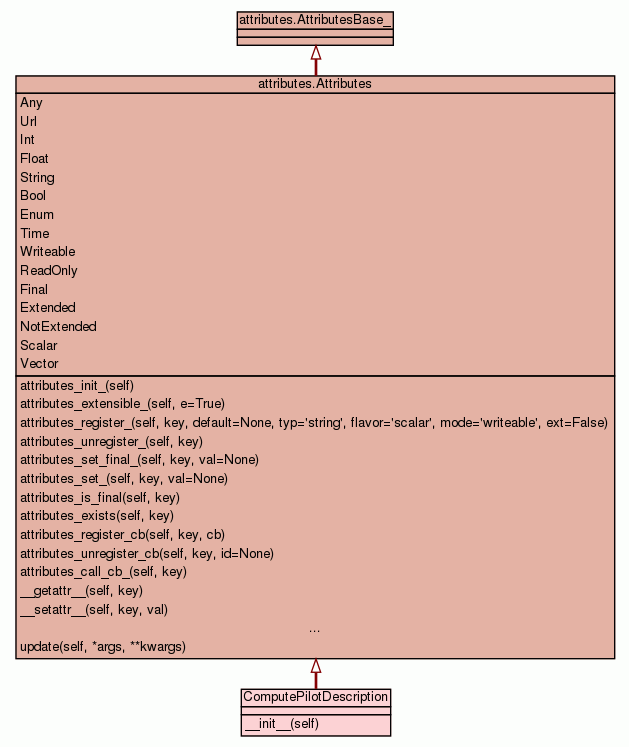 attributes.AttributesBase_
attributes.Attributes
Any
Url
Int
Float
String
Bool
Enum
Time
Writeable
ReadOnly
Final
Extended
NotExtended
Scalar
Vector
attributes_init_(self)
attributes_extensible_(self, e=True)
attributes_register_(self, key, default=None, typ='string', flavor='scalar', mode='writeable', ext=False)
attributes_unregister_(self, key)
attributes_set_final_(self, key, val=None)
attributes_set_(self, key, val=None)
attributes_is_final(self, key)
attributes_exists(self, key)
attributes_register_cb(self, key, cb)
attributes_unregister_cb(self, key, id=None)
attributes_call_cb_(self, key)
__getattr__(self, key)
__setattr__(self, key, val)
...
update(self, *args, **kwargs)
ComputePilotDescription
__init__(self)